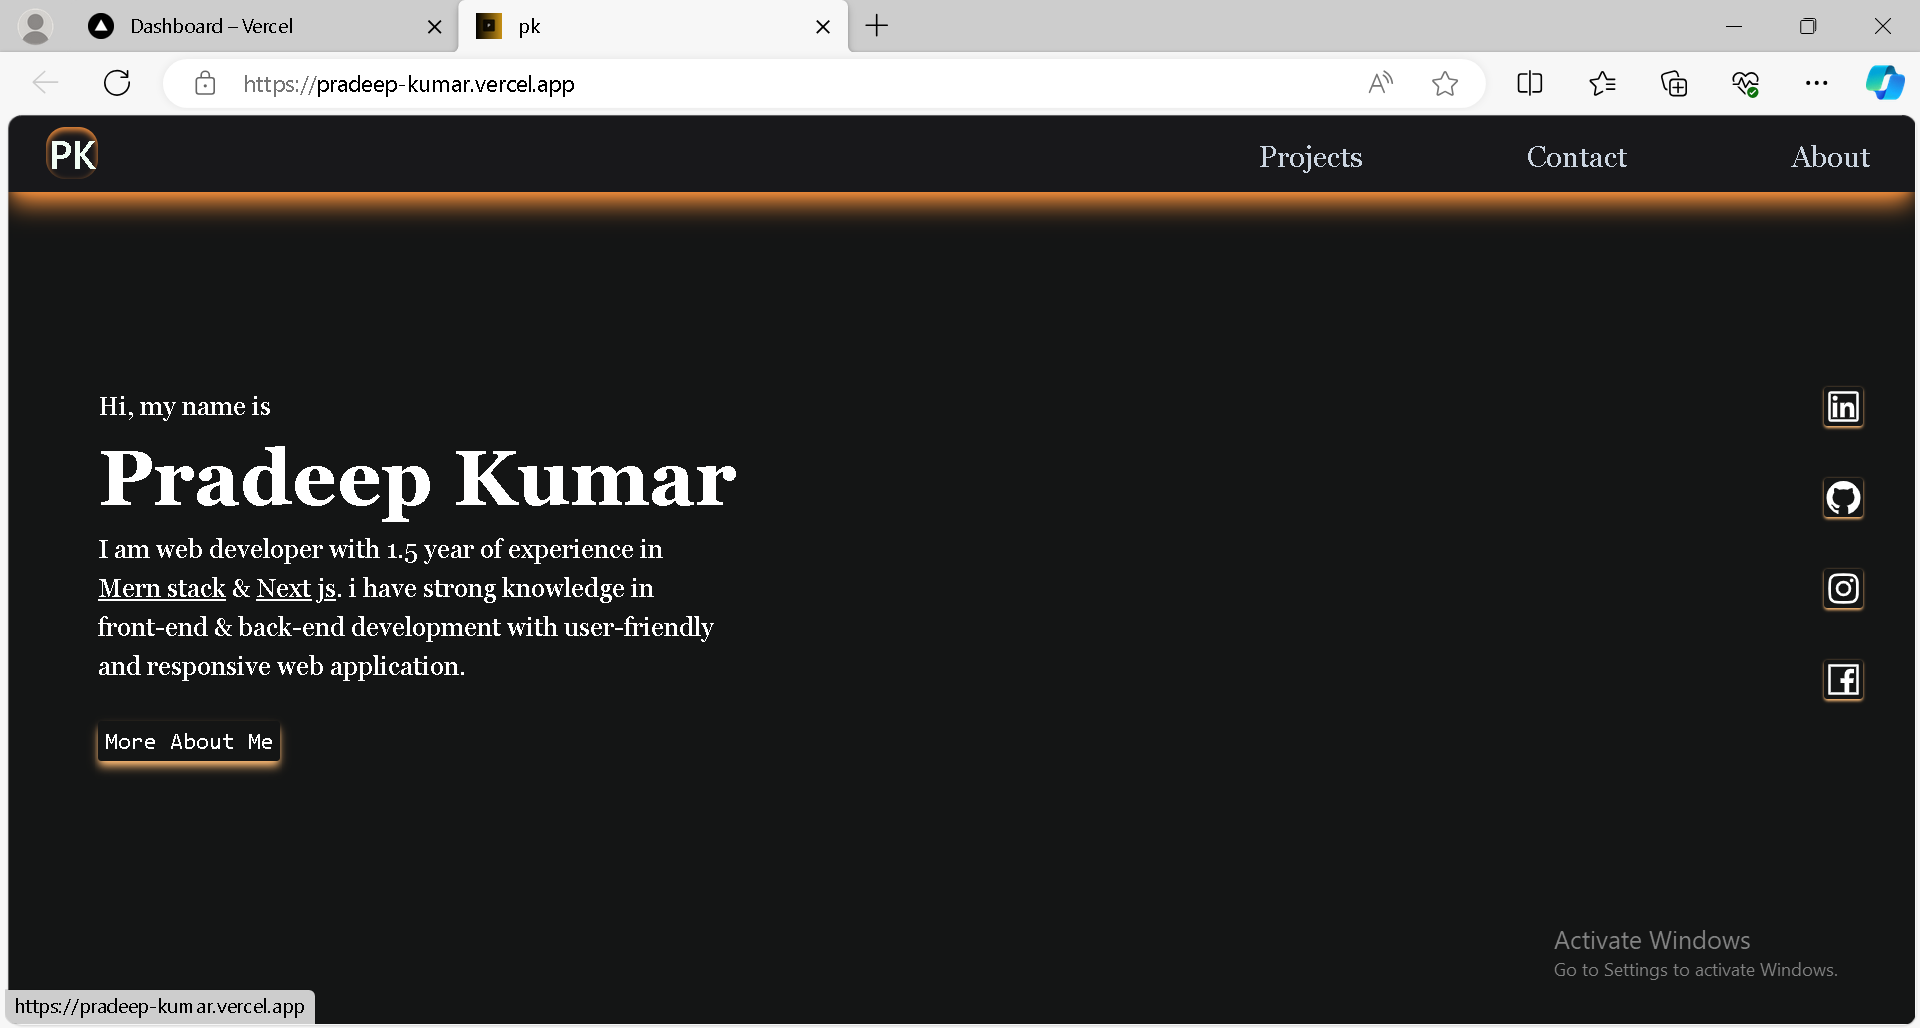 Dashboard – Vercel
pk
https://pradeep-kumar.vercel.app
PK
Projects
Contact
About
Hi, my name is
Pradeep Kumar
I am web developer with 1.5 year of experience in
Mern stack & Next js. i have strong knowledge in
front-end & back-end development with user-friendly
and responsive web application.
More About Me
Activate Windows
Go to Settings to activate Windows.
https://pradeep-kumar.vercel.app